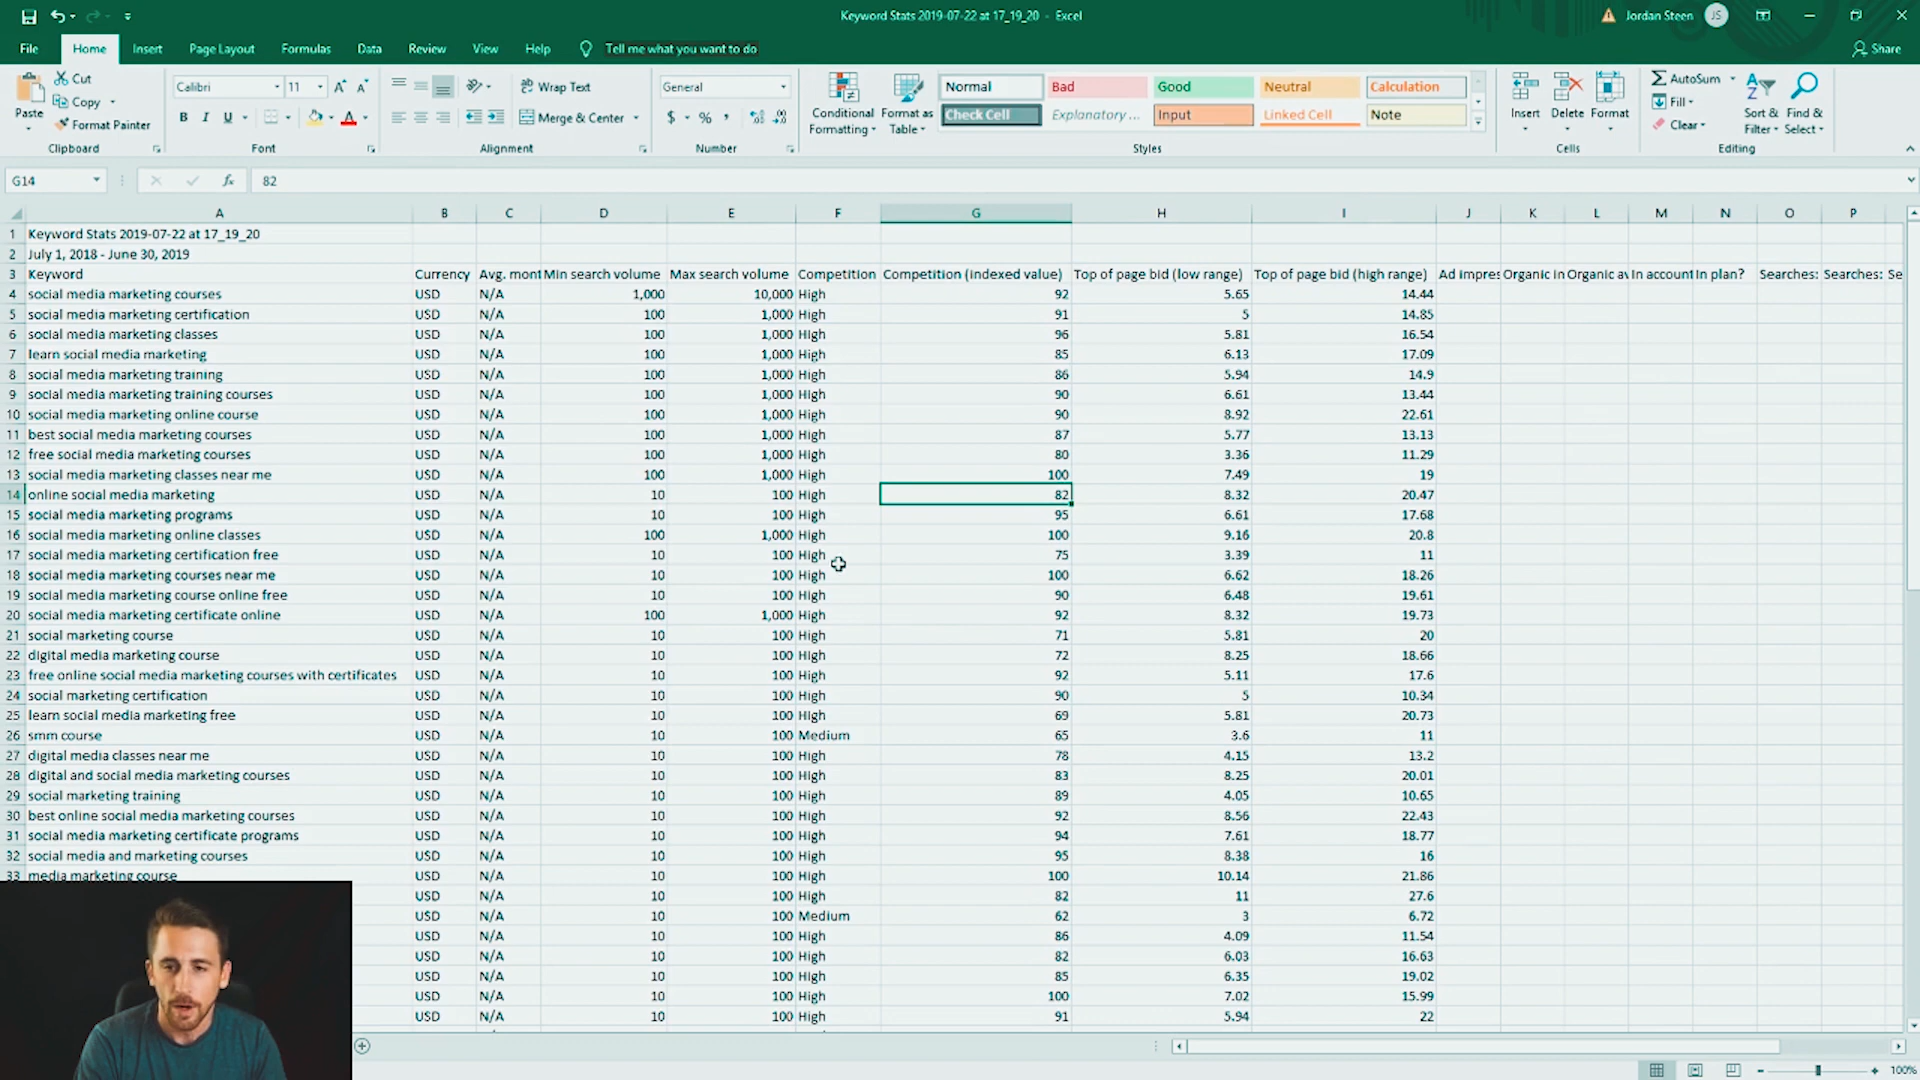 Keyword Stats 2019-07-22 at 17_19_20 - Excel
Jordan Steen JS
File Home Insert Page Layout Formulas Data Review View Help Tell me what you want to do Share
Paste Cut Copy Format Painter Clipboard
Calibri 11 B I U A Font
Wrap Text Merge & Center Alignment
General $ % , Number
Conditional Formatting Format as Table Normal Bad Good Neutral Calculation
Check Cell Explanatory ... Input Linked Cell Note Styles
Insert Delete Format Cells
AutoSum Fill Clear Sort & Filter Find & Select Editing
G14 fx 82
A B C D E F G H I J K L M N O P
1 Keyword Stats 2019-07-22 at 17_19_20
2 July 1, 2018 - June 30, 2019
3 Keyword Currency Avg. mont Min search volume Max search volume Competition Competition (indexed value) Top of page bid (low range) Top of page bid (high range) Ad impres Organic in Organic av In account In plan? Searches: Searches: Se
4 social media marketing courses USD N/A 1,000 10,000 High 92 5.65 14.44
5 social media marketing certification USD N/A 100 1,000 High 91 5 14.85
6 social media marketing classes USD N/A 100 1,000 High 96 5.81 16.54
7 learn social media marketing USD N/A 100 1,000 High 85 6.13 17.09
8 social media marketing training USD N/A 100 1,000 High 86 5.94 14.9
9 social media marketing training courses USD N/A 100 1,000 High 90 6.61 13.44
10 social media marketing online course USD N/A 100 1,000 High 90 8.92 22.61
11 best social media marketing courses USD N/A 100 1,000 High 87 5.77 13.13
12 free social media marketing courses USD N/A 100 1,000 High 80 3.36 11.29
13 social media marketing classes near me USD N/A 100 1,000 High 100 7.49 19
14 online social media marketing USD N/A 10 100 High 82 8.32 20.47
15 social media marketing programs USD N/A 10 100 High 95 6.61 17.68
16 social media marketing online classes USD N/A 100 1,000 High 100 9.16 20.8
17 social media marketing certification free USD N/A 10 100 High 75 3.39 11
18 social media marketing courses near me USD N/A 10 100 High 100 6.62 18.26
19 social media marketing course online free USD N/A 10 100 High 90 6.48 19.61
20 social media marketing certificate online USD N/A 100 1,000 High 92 8.32 19.73
21 social marketing course USD N/A 10 100 High 71 5.81 20
22 digital media marketing course USD N/A 10 100 High 72 8.25 18.66
23 free online social media marketing courses with certificates USD N/A 10 100 High 92 5.11 17.6
24 social marketing certification USD N/A 10 100 High 90 5 10.34
25 learn social media marketing free USD N/A 10 100 High 69 5.81 20.73
26 smm course USD N/A 10 100 Medium 65 3.6 11
27 digital media classes near me USD N/A 10 100 High 78 4.15 13.2
28 digital and social media marketing courses USD N/A 10 100 High 83 8.25 20.01
29 social marketing training USD N/A 10 100 High 89 4.05 10.65
30 best online social media marketing courses USD N/A 10 100 High 92 8.56 22.43
31 social media marketing certificate programs USD N/A 10 100 High 94 7.61 18.77
32 social media and marketing courses USD N/A 10 100 High 95 8.38 16
33 media marketing course USD N/A 10 100 High 100 10.14 21.86
USD N/A 10 100 High 82 11 27.6
USD N/A 10 100 Medium 62 3 6.72
USD N/A 10 100 High 86 4.09 11.54
USD N/A 10 100 High 82 6.03 16.63
USD N/A 10 100 High 85 6.35 19.02
USD N/A 10 100 High 100 7.02 15.99
USD N/A 10 100 High 91 5.94 22
100%